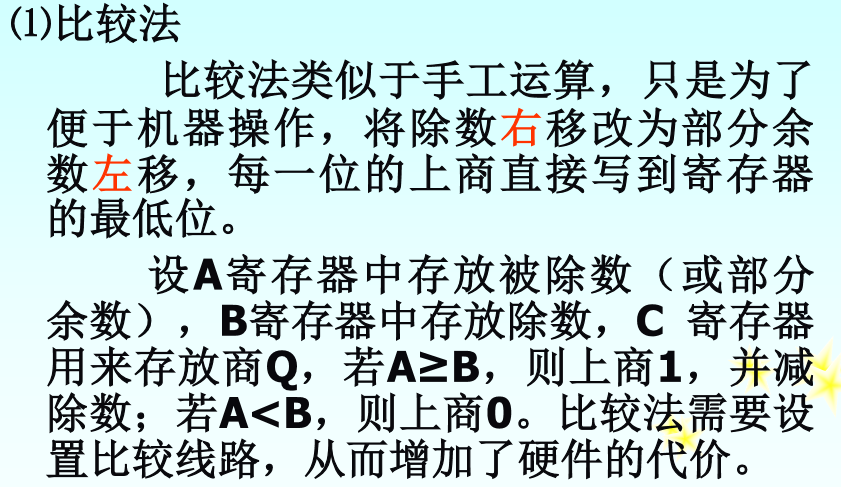 ⑴比较法
比较法类似于手工运算，只是为了
便于机器操作，将除数右移改为部分余
数左移，每一位的上商直接写到寄存器
的最低位。
设A寄存器中存放被除数（或部分
余数），B寄存器中存放除数，C 寄存器
用来存放商Q，若A≥B，则上商1，并减
除数；若A<B，则上商0。比较法需要设
置比较线路，从而增加了硬件的代价。